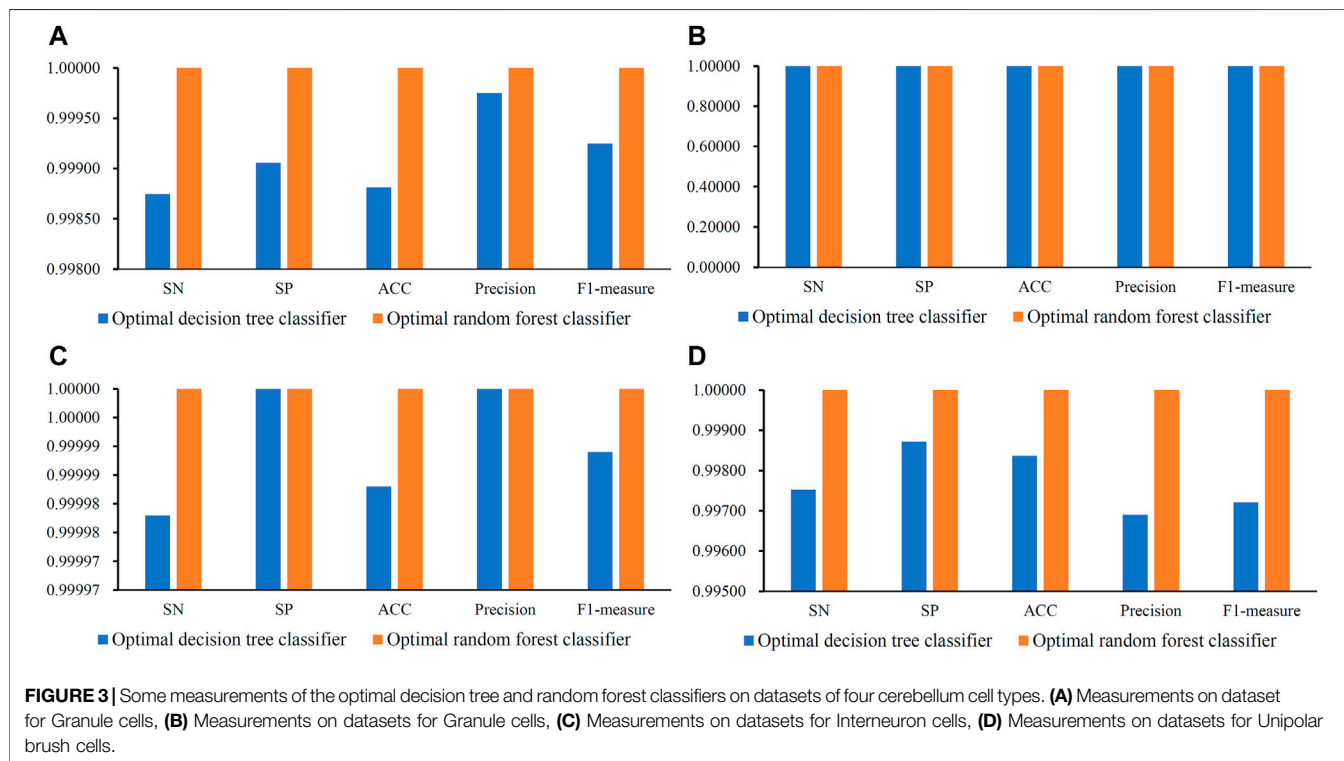 A
1.00000
0.99950
0.99900
0.99850
0.99800
SN SP ACC Precision F1-measure
Optimal decision tree classifier Optimal random forest classifier
B
1.00000
0.80000
0.60000
0.40000
0.20000
0.00000
SN SP ACC Precision F1-measure
Optimal decision tree classifier Optimal random forest classifier
C
1.00000
1.00000
0.99999
0.99999
0.99998
0.99998
0.99997
0.99997
SN SP ACC Precision F1-measure
Optimal decision tree classifier Optimal random forest classifier
D
1.00000
0.99900
0.99800
0.99700
0.99600
0.99500
SN SP ACC Precision F1-measure
Optimal decision tree classifier Optimal random forest classifier
FIGURE 3 | Some measurements of the optimal decision tree and random forest classifiers on datasets of four cerebellum cell types. (A) Measurements on dataset
for Granule cells, (B) Measurements on datasets for Granule cells, (C) Measurements on datasets for Interneuron cells, (D) Measurements on datasets for Unipolar
brush cells.